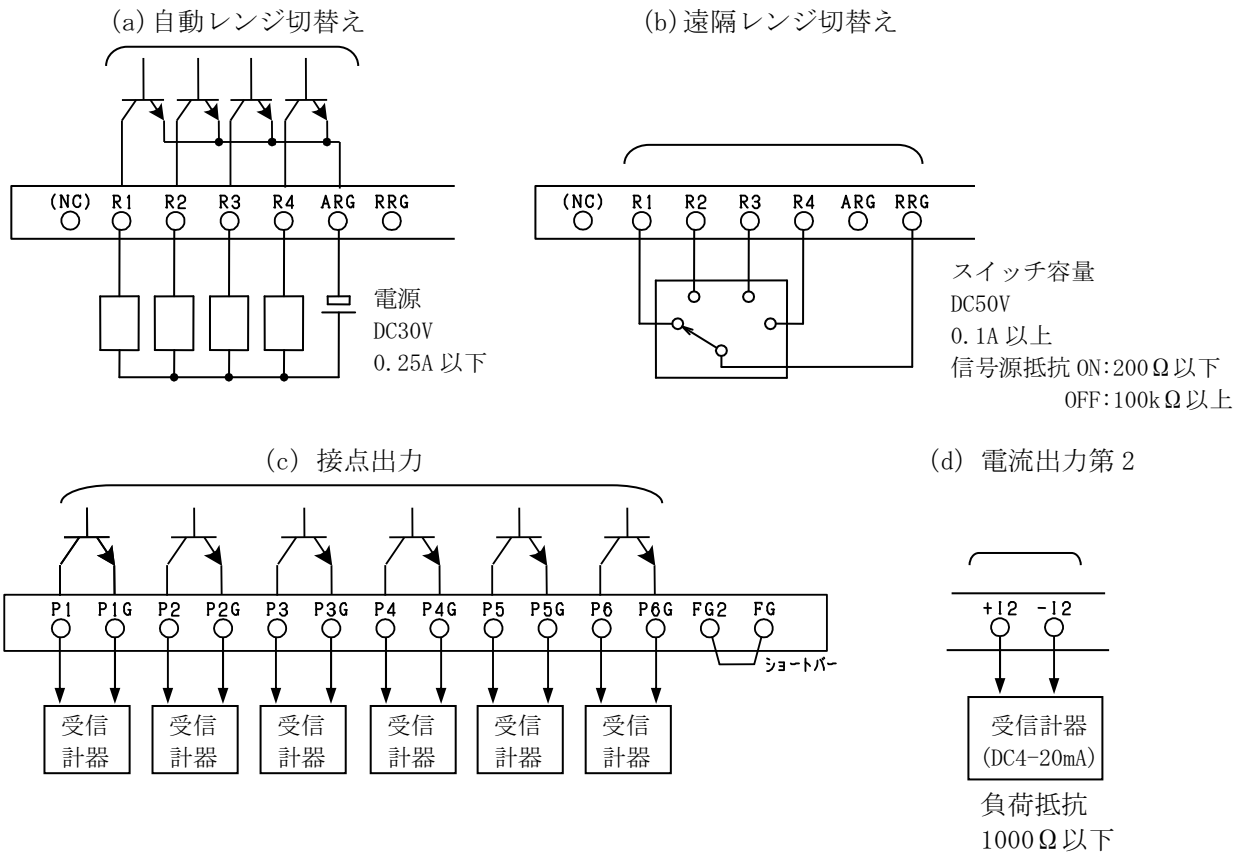 (a)自動レンジ切替え
(b)遠隔レンジ切替え
(NC) R1 R2 R3 R4 ARG RRG
電源
DC30V
0.25A 以下
(NC) R1 R2 R3 R4 ARG RRG
スイッチ容量
DC50V
0.1A 以上
信号源抵抗 ON:200Ω以下
OFF:100kΩ以上
(c) 接点出力
(d) 電流出力第 2
P1 P1G P2 P2G P3 P3G P4 P4G P5 P5G P6 P6G FG2 FG
ショートバー
受信計器
受信計器
受信計器
受信計器
受信計器
受信計器
+I2 -I2
受信計器
(DC4-20mA)
負荷抵抗
1000Ω以下